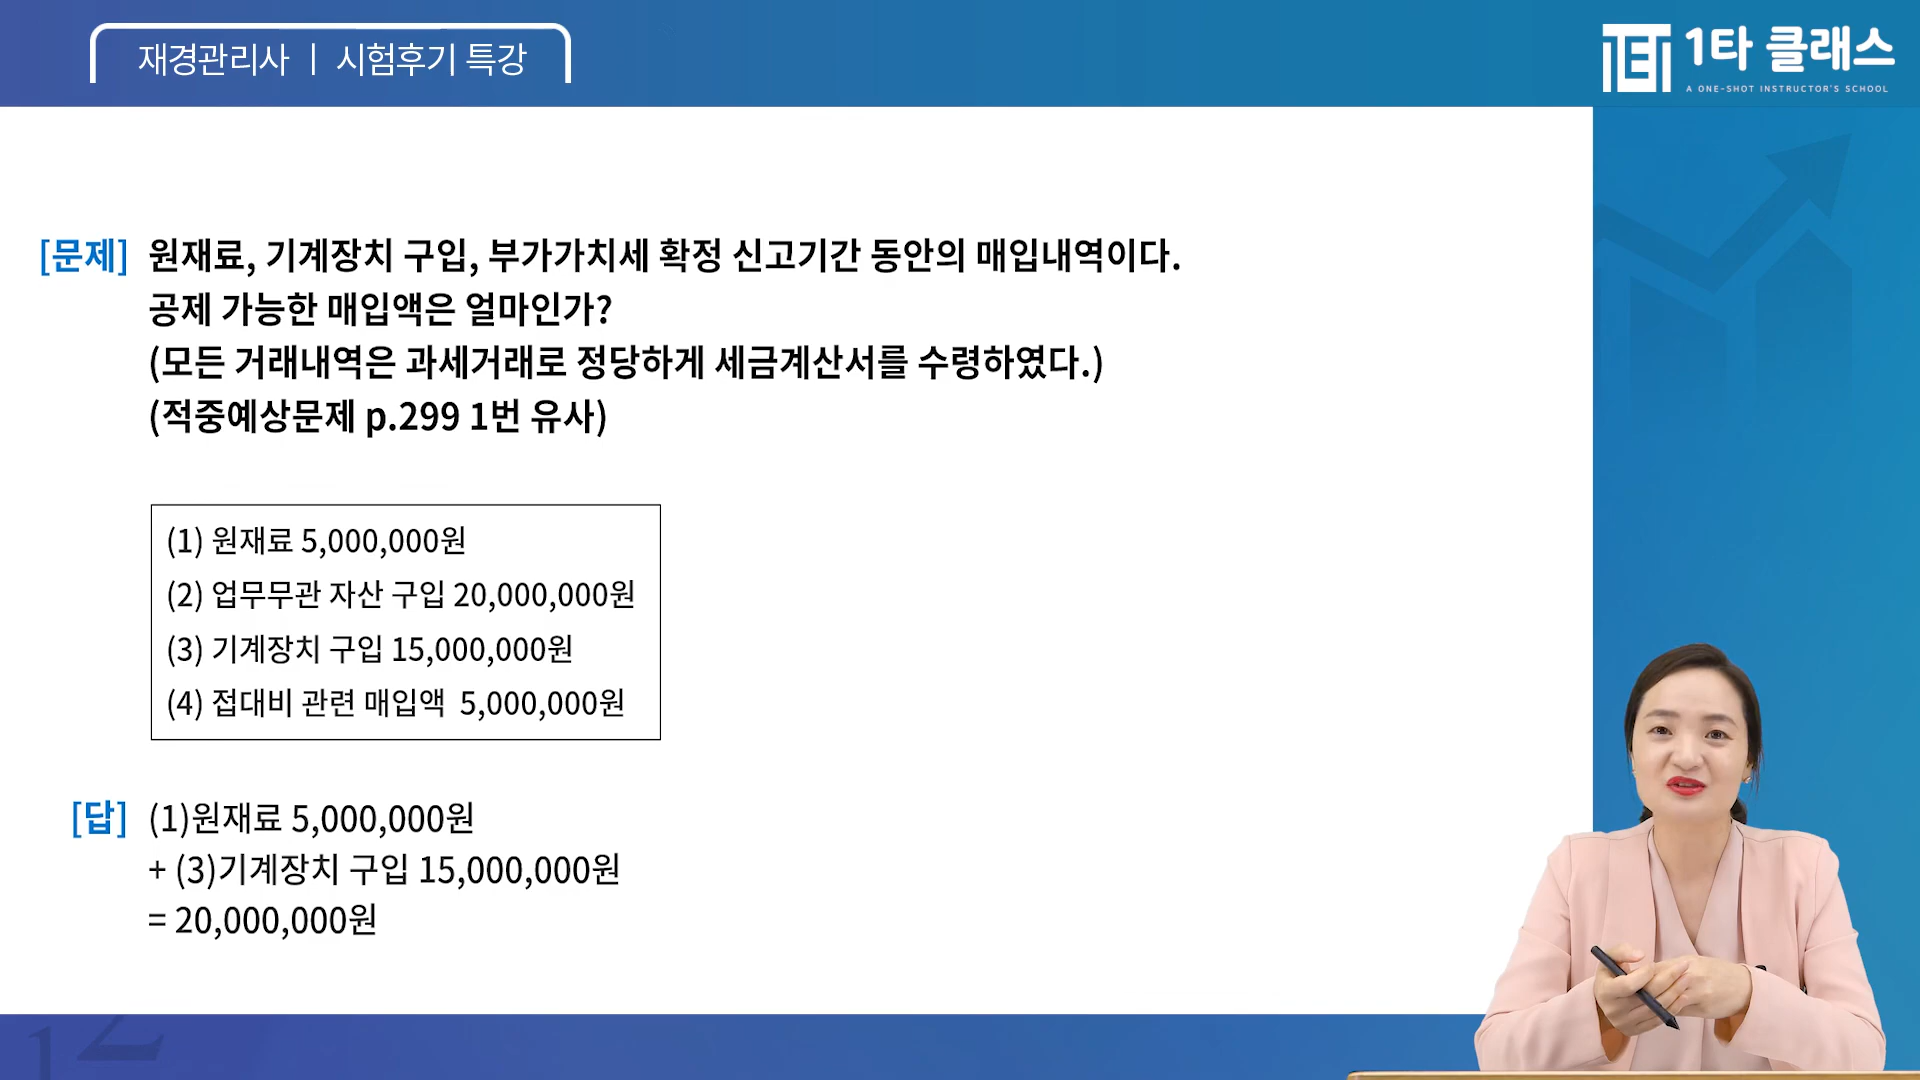 재경관리사 | 시험후기 특강
1타 클래스
A ONE-SHOT INSTRUCTOR'S SCHOOL
[문제] 원재료, 기계장치 구입, 부가가치세 확정 신고기간 동안의 매입내역이다.
공제 가능한 매입액은 얼마인가?
(모든 거래내역은 과세거래로 정당하게 세금계산서를 수령하였다.)
(적중예상문제 p.299 1번 유사)
(1) 원재료 5,000,000원
(2) 업무무관 자산 구입 20,000,000원
(3) 기계장치 구입 15,000,000원
(4) 접대비 관련 매입액 5,000,000원
[답] (1)원재료 5,000,000원
+ (3)기계장치 구입 15,000,000원
= 20,000,000원
12